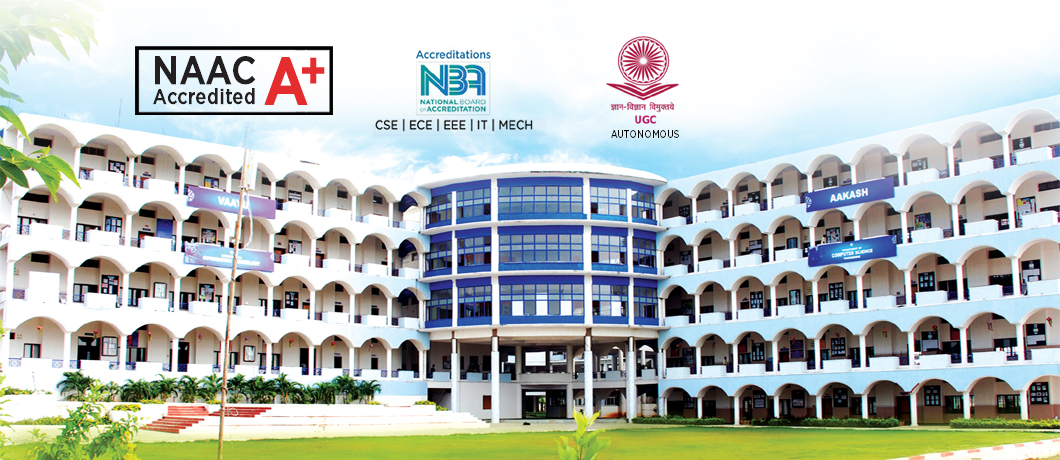 NAAC
Accredited
A+
Accreditations
NBA
NATIONAL BOARD
of ACCREDITATION
CSE | ECE | EEE | IT | MECH
ज्ञान-विज्ञान विमुक्तये
UGC
AUTONOMOUS
VAAYU
AAKASH
COMPUTER SCIENCE